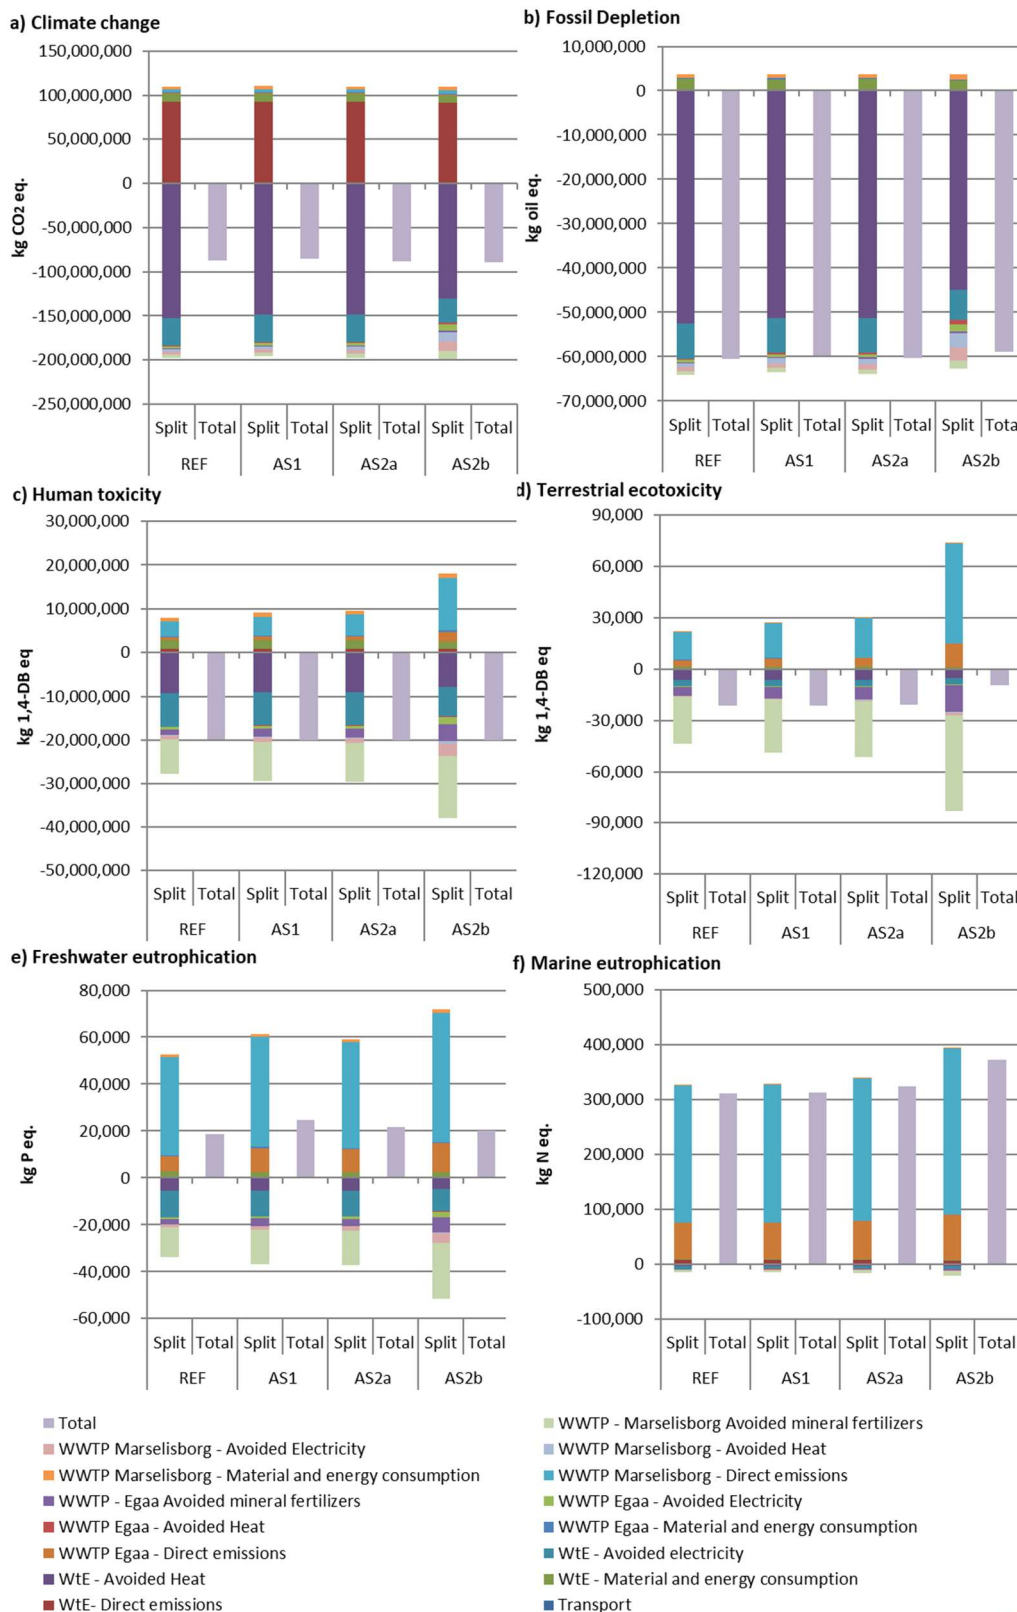 a) Climate change
150,000,000
100,000,000
50,000,000
0
-50,000,000
-100,000,000
-150,000,000
-200,000,000
-250,000,000
kg CO2 eq.
Split Total Split Total Split Total Split Total
REF AS1 AS2a AS2b
b) Fossil Depletion
10,000,000
0
-10,000,000
-20,000,000
-30,000,000
-40,000,000
-50,000,000
-60,000,000
-70,000,000
kg oil eq.
Split Total Split Total Split Total Split Tota
REF AS1 AS2a AS2b
c) Human toxicity
30,000,000
20,000,000
10,000,000
0
-10,000,000
-20,000,000
-30,000,000
-40,000,000
-50,000,000
kg 1,4-DB eq
Split Total Split Total Split Total Split Total
REF AS1 AS2a AS2b
d) Terrestrial ecotoxicity
90,000
60,000
30,000
0
-30,000
-60,000
-90,000
-120,000
kg 1,4-DB eq
Split Total Split Total Split Total Split Total
REF AS1 AS2a AS2b
e) Freshwater eutrophication
80,000
60,000
40,000
20,000
0
-20,000
-40,000
-60,000
kg P eq.
Split Total Split Total Split Total Split Total
REF AS1 AS2a AS2b
f) Marine eutrophication
500,000
400,000
300,000
200,000
100,000
0
-100,000
kg N eq.
Split Total Split Total Split Total Split Total
REF AS1 AS2a AS2b
Total
WWTP - Marselisborg Avoided mineral fertilizers
WWTP Marselisborg - Avoided Electricity
WWTP Marselisborg - Avoided Heat
WWTP Marselisborg - Material and energy consumption
WWTP Marselisborg - Direct emissions
WWTP - Egaa Avoided mineral fertilizers
WWTP Egaa - Avoided Electricity
WWTP Egaa - Avoided Heat
WWTP Egaa - Material and energy consumption
WWTP Egaa - Direct emissions
WtE - Avoided electricity
WtE - Avoided Heat
WtE - Material and energy consumption
WtE- Direct emissions
Transport